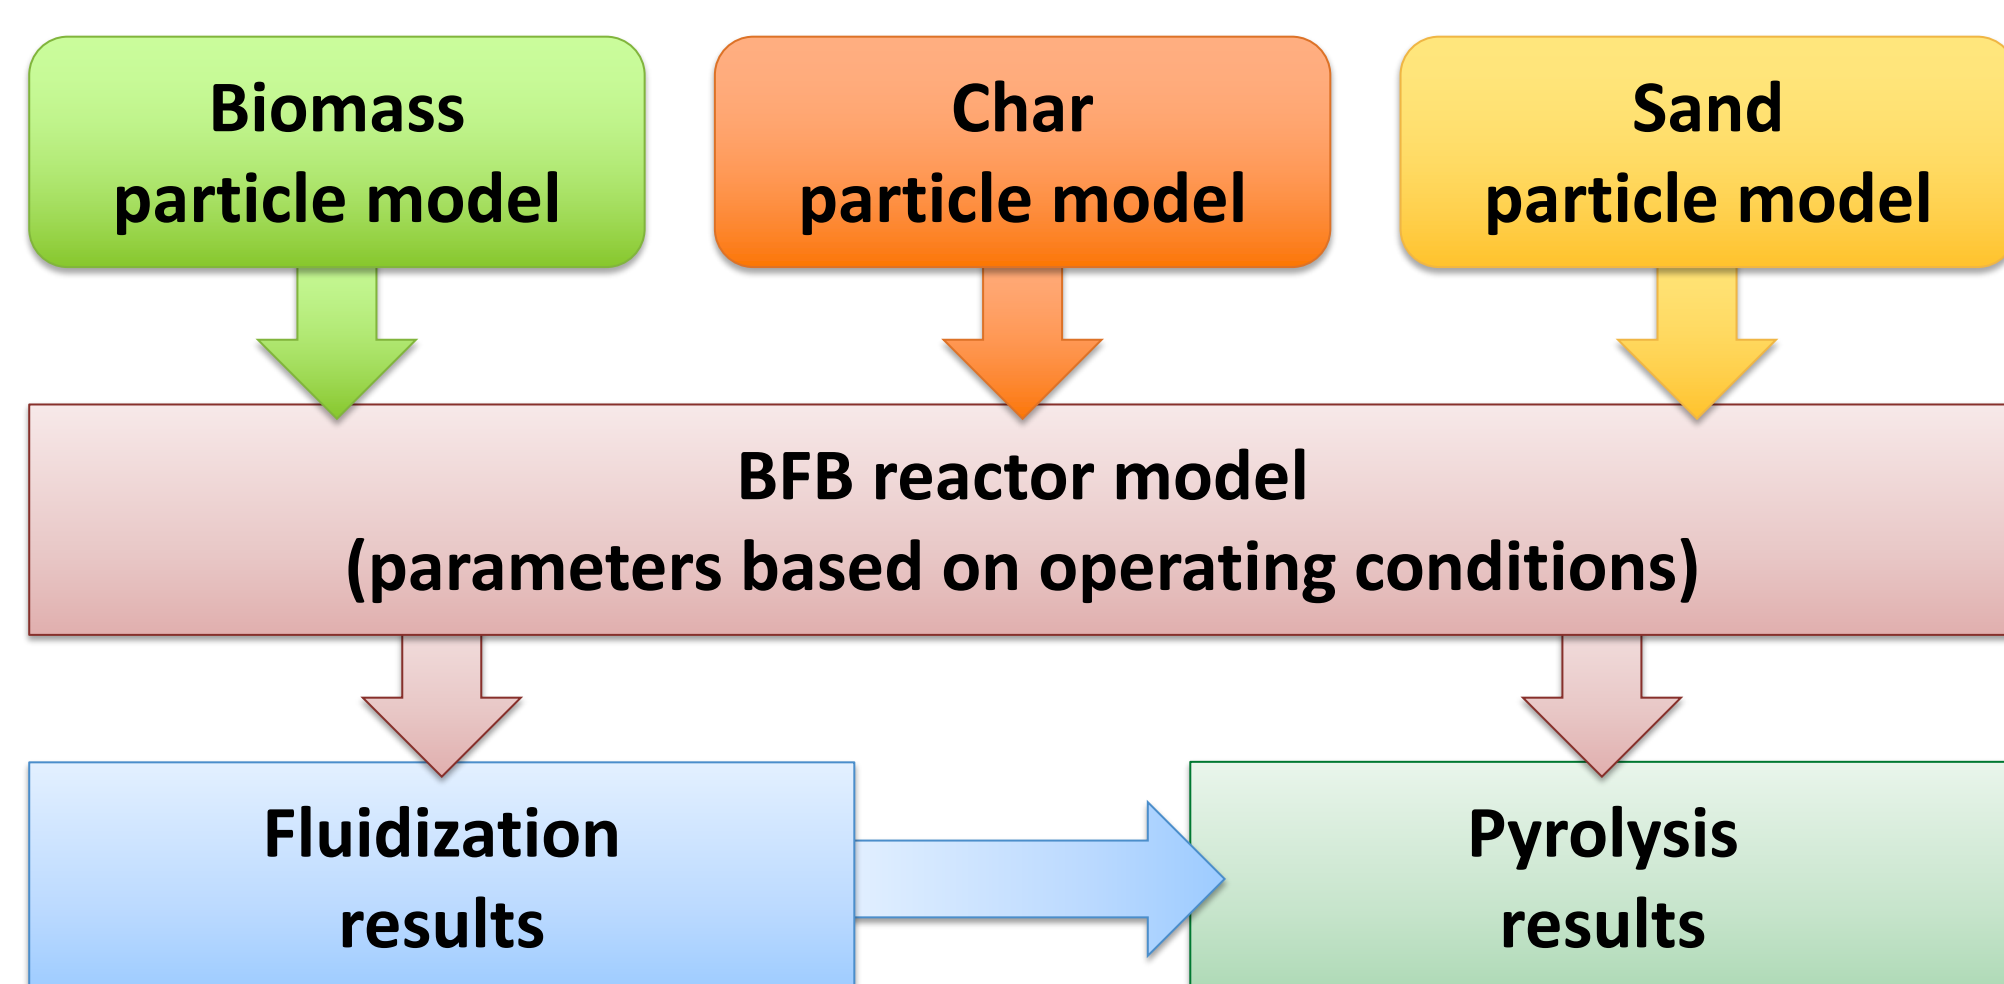 Biomass
particle model
Char
particle model
Sand
particle model
BFB reactor model
(parameters based on operating conditions)
Fluidization
results
Pyrolysis
results